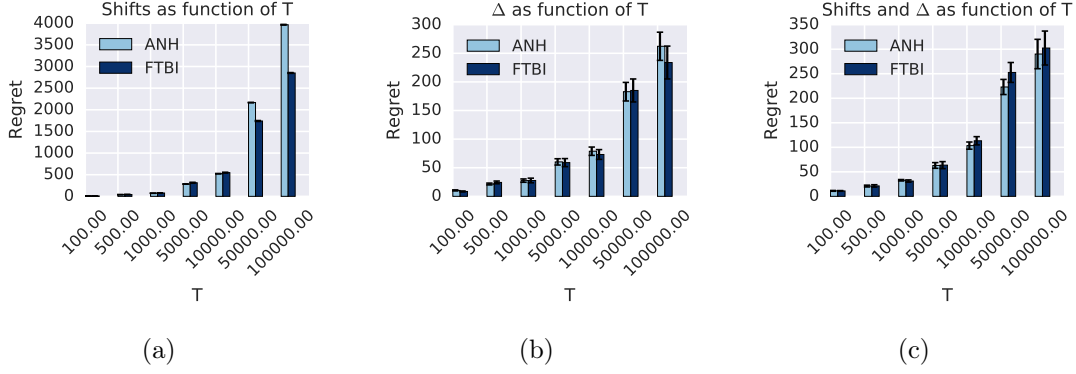 Shifts as function of T
4000
3500
3000
2500
2000
1500
1000
500
0
Regret
ANH
FTBI
100.00
500.00
1000.00
5000.00
10000.00
50000.00
100000.00
T
(a)
Δ as function of T
300
250
200
150
100
50
0
Regret
ANH
FTBI
100.00
500.00
1000.00
5000.00
10000.00
50000.00
100000.00
T
(b)
Shifts and Δ as function of T
350
300
250
200
150
100
50
0
Regret
ANH
FTBI
100.00
500.00
1000.00
5000.00
10000.00
50000.00
100000.00
T
(c)